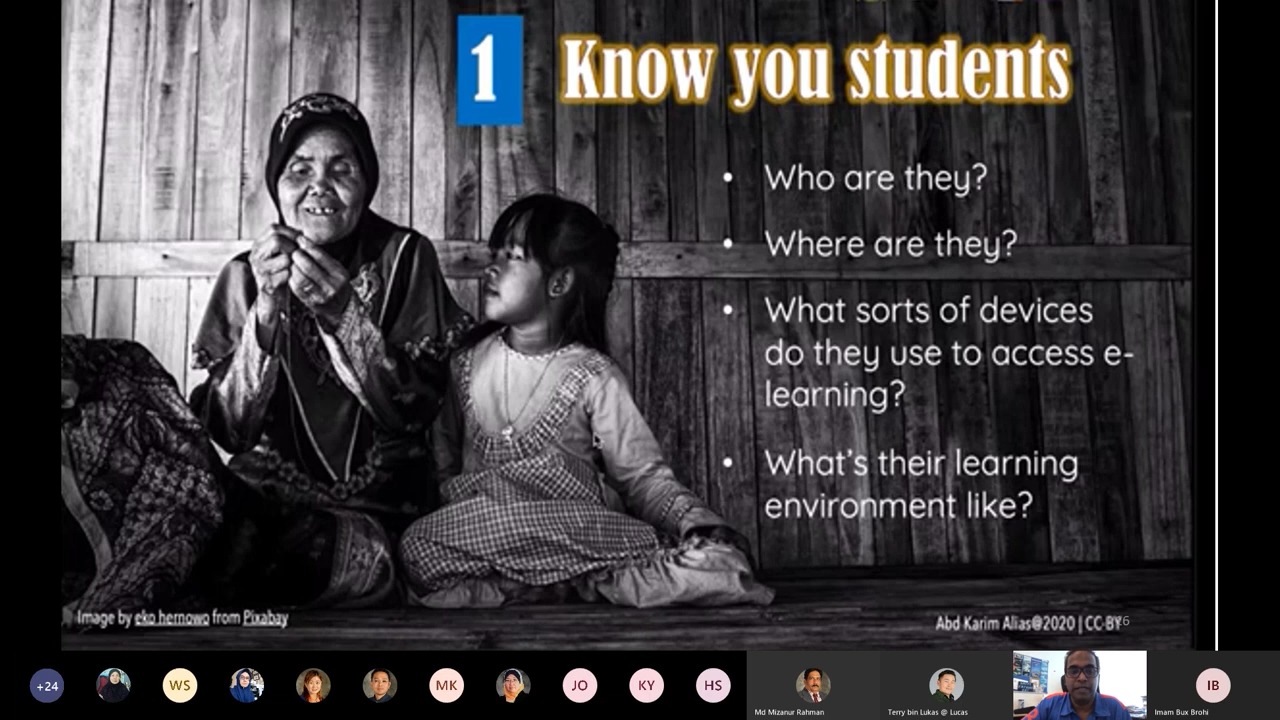 1 Know you students
• Who are they?
• Where are they?
• What sorts of devices
do they use to access e-
learning?
• What's their learning
environment like?
Image by eko hernowo from Pixabay
Abd Karim Alias@2020 | CC-BY
+24
WS
MK
JO
KY
HS
Md Mizanur Rahman
Terry bin Lukas @ Lucas
IB
Imam Bux Brohi